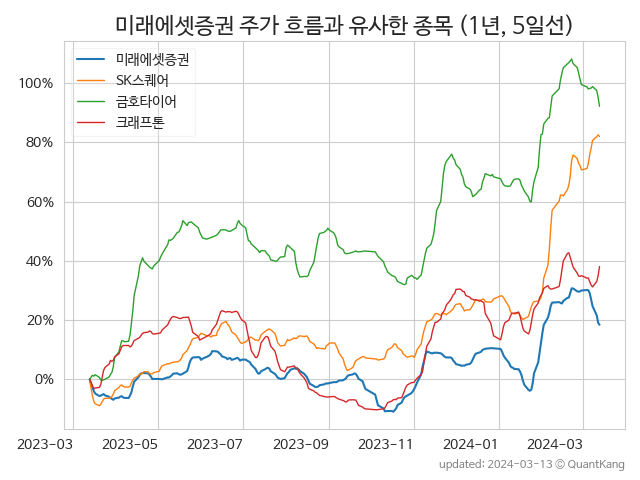 미래에셋증권 주가 흐름과 유사한 종목 (1년, 5일선)
미래에셋증권
SK스퀘어
금호타이어
크래프톤
100%
80%
60%
40%
20%
0%
2023-03 2023-05 2023-07 2023-09 2023-11 2024-01 2024-03
updated: 2024-03-13 © QuantKang